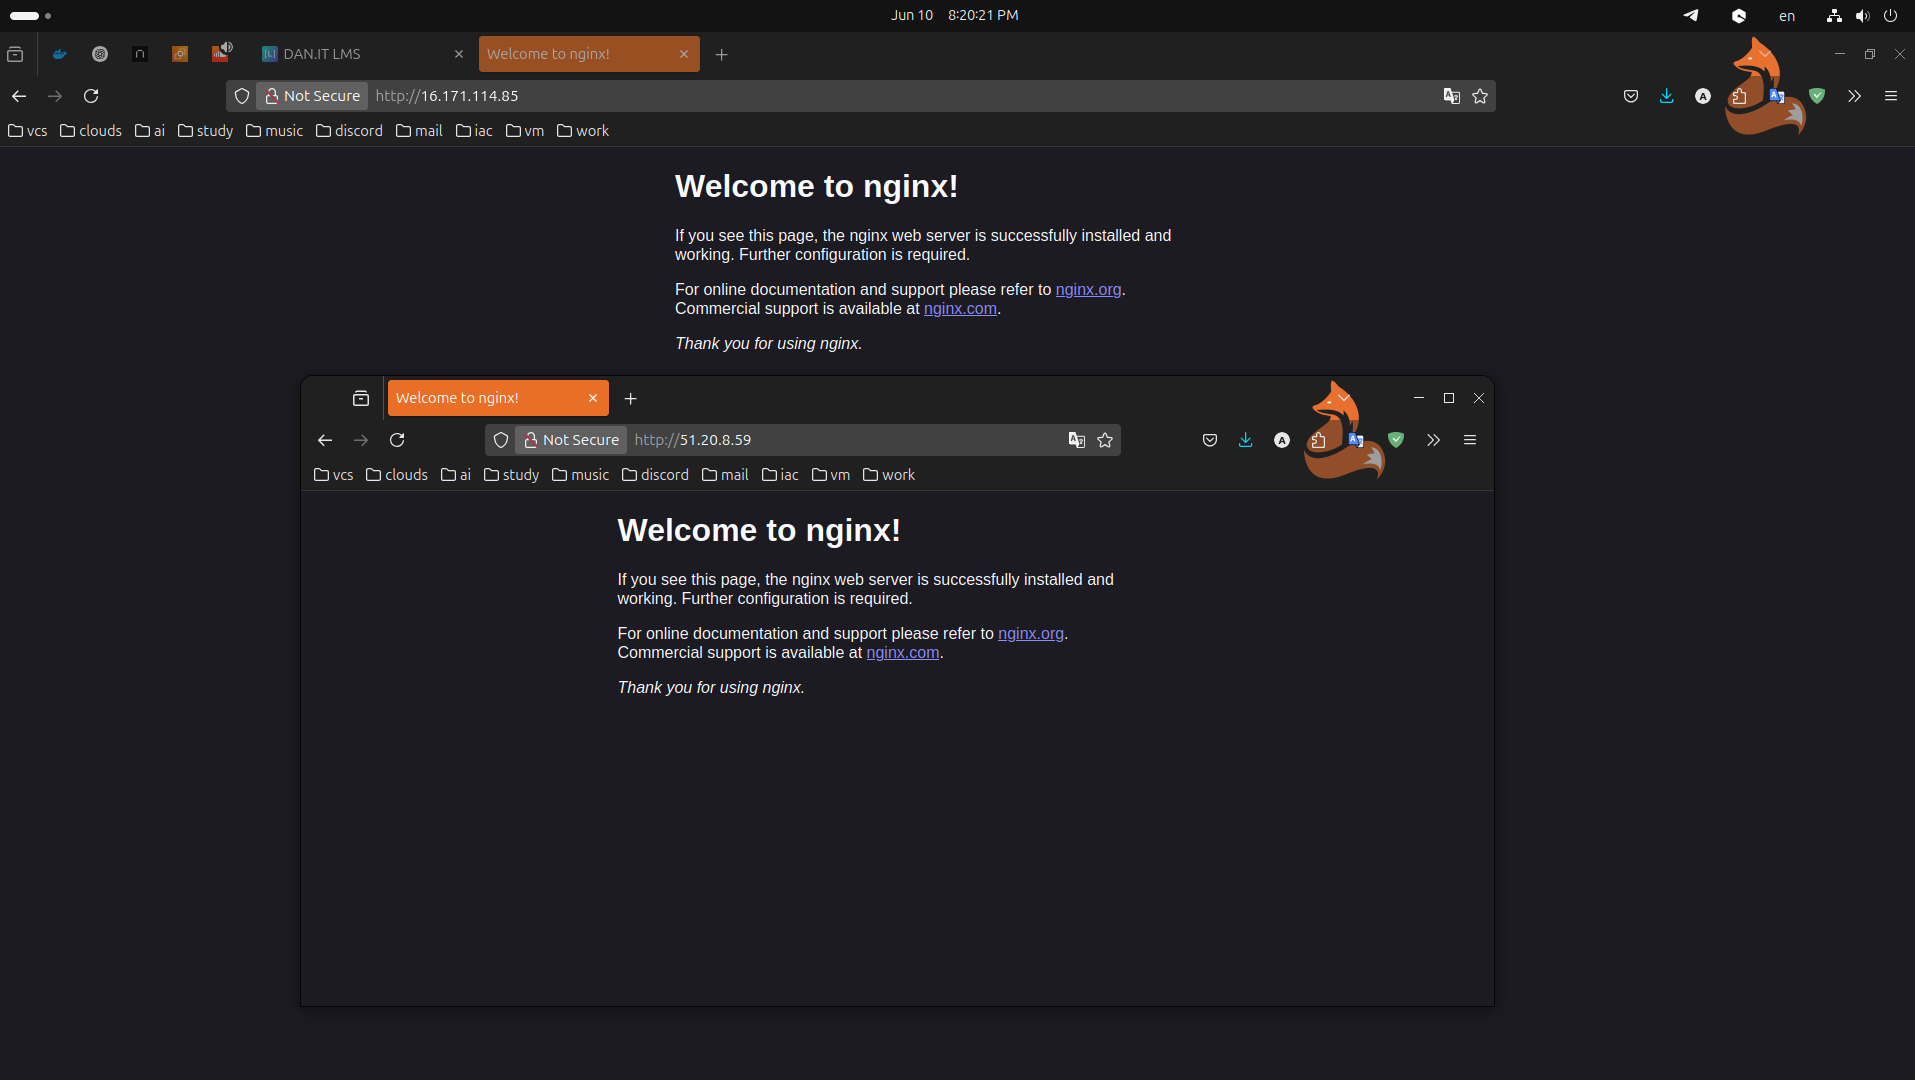 Jun 10 8:20:21 PM
en
DAN.IT LMS
Welcome to nginx!
Not Secure http://16.171.114.85
vcs clouds ai study music discord mail iac vm work
Welcome to nginx!
If you see this page, the nginx web server is successfully installed and
working. Further configuration is required.
For online documentation and support please refer to nginx.org.
Commercial support is available at nginx.com.
Thank you for using nginx.
Welcome to nginx!
Not Secure http://51.20.8.59
vcs clouds ai study music discord mail iac vm work
Welcome to nginx!
If you see this page, the nginx web server is successfully installed and
working. Further configuration is required.
For online documentation and support please refer to nginx.org.
Commercial support is available at nginx.com.
Thank you for using nginx.